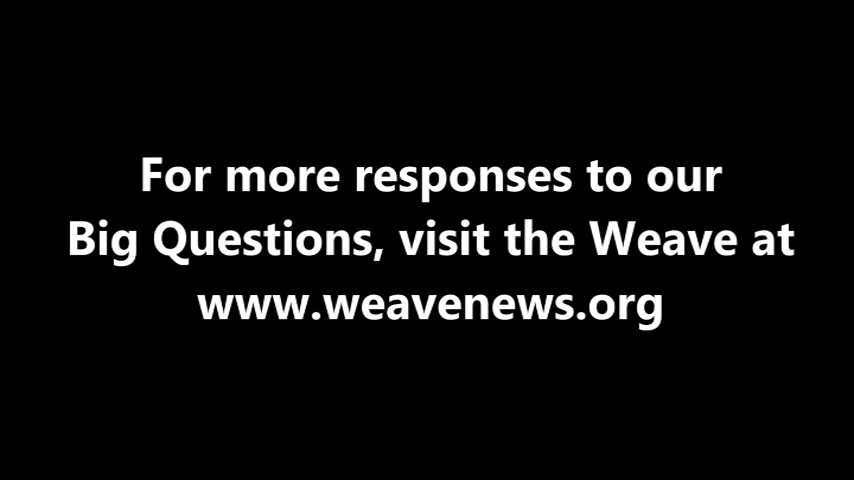 For more responses to our
Big Questions, visit the Weave at
www.weavenews.org